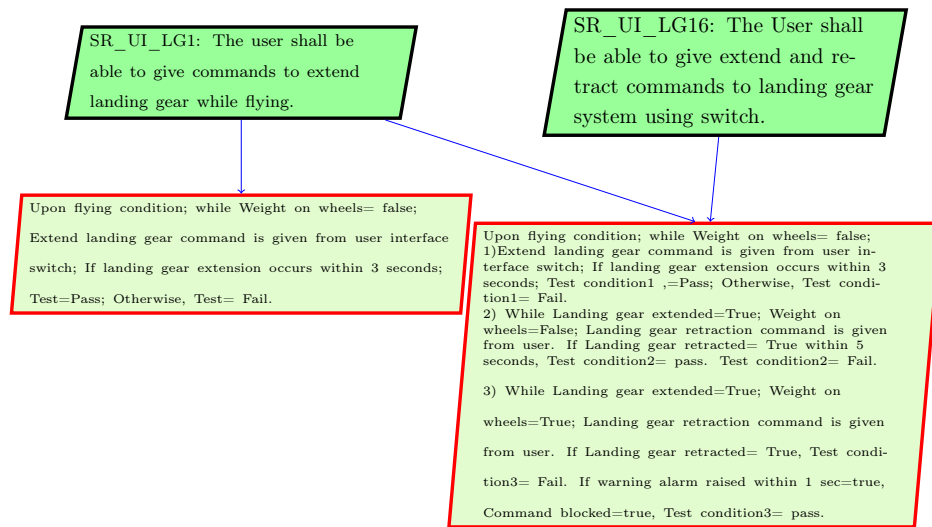 SR_UI_LG1: The user shall be
able to give commands to extend
landing gear while flying.
SR_UI_LG16: The User shall
be able to give extend and re-
tract commands to landing gear
system using switch.
Upon flying condition; while Weight on wheels= false;
Extend landing gear command is given from user interface
switch; If landing gear extension occurs within 3 seconds;
Test=Pass; Otherwise, Test= Fail.
Upon flying condition; while Weight on wheels= false;
1)Extend landing gear command is given from user in-
terface switch; If landing gear extension occurs within 3
seconds; Test condition1 ,=Pass; Otherwise, Test condi-
tion1= Fail.
2) While Landing gear extended=True; Weight on
wheels=False; Landing gear retraction command is given
from user. If Landing gear retracted= True within 5
seconds, Test condition2= pass. Test condition2= Fail.
3) While Landing gear extended=True; Weight on
wheels=True; Landing gear retraction command is given
from user. If Landing gear retracted= True, Test condi-
tion3= Fail. If warning alarm raised within 1 sec=true,
Command blocked=true, Test condition3= pass.